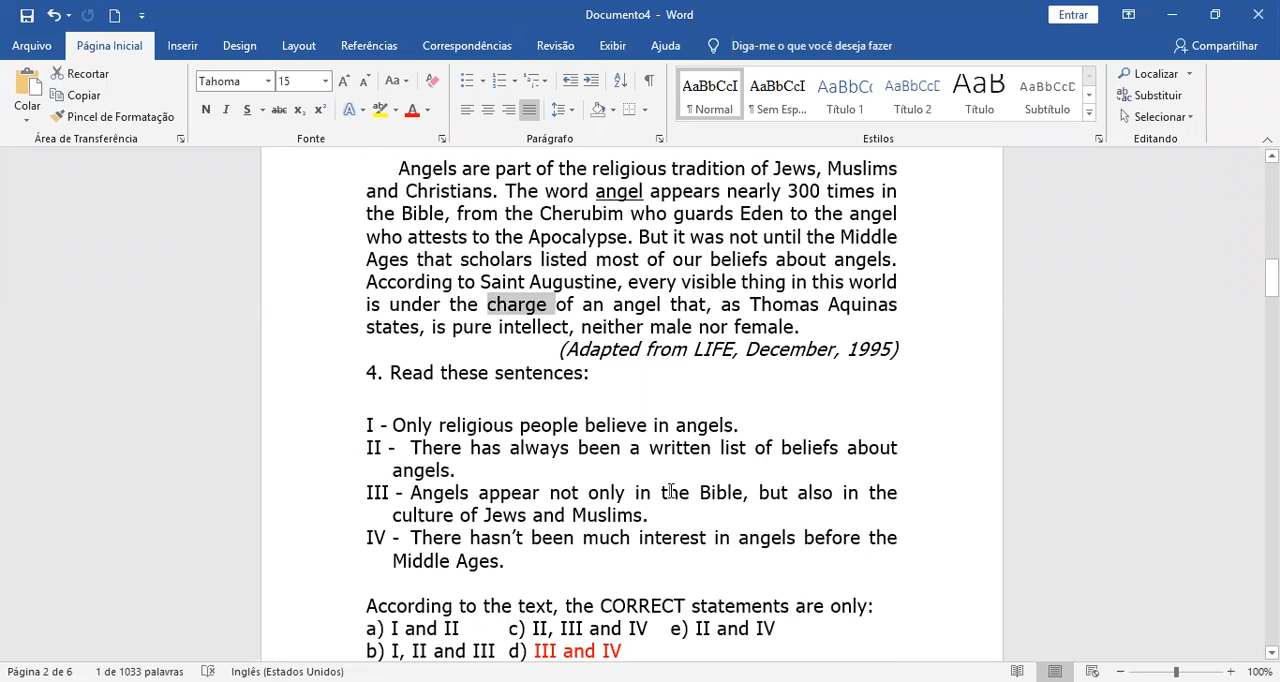 Documento4 - Word
Entrar
Arquivo Página Inicial Inserir Design Layout Referências Correspondências Revisão Exibir Ajuda Diga-me o que você deseja fazer Compartilhar
Colar
Recortar
Copiar
Pincel de Formatação
Área de Transferência
Tahoma 15
Aa
N I S abc
Fonte
Parágrafo
AaBbCcI AaBbCcI AaBbCc AaBbCcD AaB AaBbCcD
¶ Normal ¶ Sem Esp... Título 1 Título 2 Título Subtítulo
Estilos
Localizar
Substituir
Selecionar
Editando
Angels are part of the religious tradition of Jews, Muslims
and Christians. The word angel appears nearly 300 times in
the Bible, from the Cherubim who guards Eden to the angel
who attests to the Apocalypse. But it was not until the Middle
Ages that scholars listed most of our beliefs about angels.
According to Saint Augustine, every visible thing in this world
is under the charge of an angel that, as Thomas Aquinas
states, is pure intellect, neither male nor female.
(Adapted from LIFE, December, 1995)
4. Read these sentences:
I - Only religious people believe in angels.
II - There has always been a written list of beliefs about
angels.
III - Angels appear not only in the Bible, but also in the
culture of Jews and Muslims.
IV - There hasn't been much interest in angels before the
Middle Ages.
According to the text, the CORRECT statements are only:
a) I and II c) II, III and IV e) II and IV
b) I, II and III d) III and IV
Página 2 de 6 1 de 1033 palavras Inglês (Estados Unidos) 100%